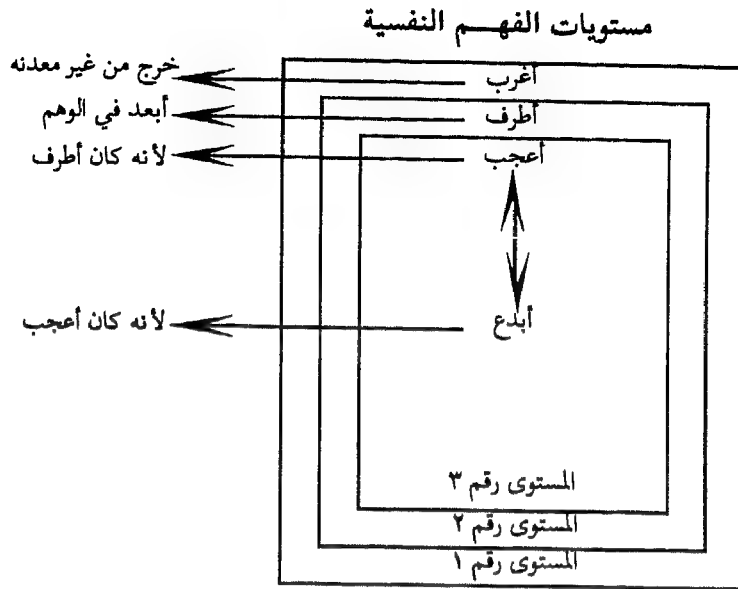 مستويات الفهم النفسية
أغرب
خرج من غير معدنه
أطرف
أبعد في الوهم
أعجب
لأنه كان أطرف
أبدع
لأنه كان أعجب
المستوى رقم ٣
المستوى رقم ٢
المستوى رقم ١